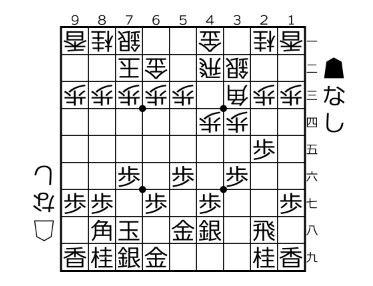 9 8 7 6 5 4 3 2 1
香 桂 銀 金 桂 香 一
王 金 飛 銀 二
歩 歩 歩 歩 歩 角 歩 歩 三
歩 歩 四
歩 五
歩 歩 歩 六
歩 歩 歩 歩 歩 七
角 玉 金 銀 飛 八
香 桂 銀 金 桂 香 九
☗なし
☖なし